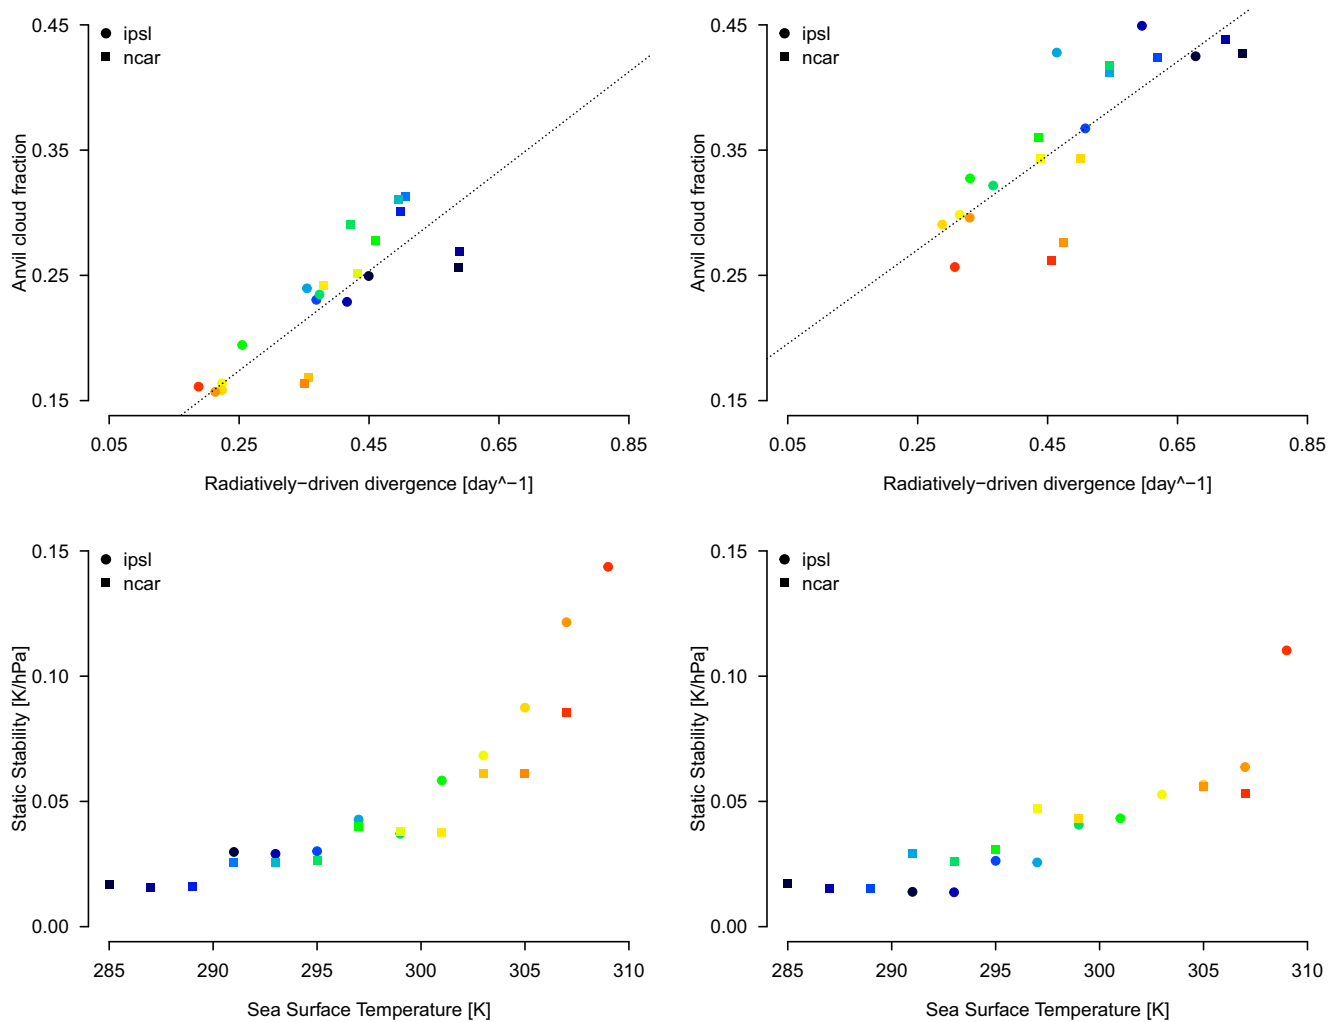 0.45
ipsl
ncar
0.35
0.25
0.15
Anvil cloud fraction
0.05 0.25 0.45 0.65 0.85
Radiatively−driven divergence [day^−1]
0.45
ipsl
ncar
0.35
0.25
0.15
Anvil cloud fraction
0.05 0.25 0.45 0.65 0.85
Radiatively−driven divergence [day^−1]
0.15
ipsl
ncar
0.10
0.05
0.00
Static Stability [K/hPa]
285 290 295 300 305 310
Sea Surface Temperature [K]
0.15
ipsl
ncar
0.10
0.05
0.00
Static Stability [K/hPa]
285 290 295 300 305 310
Sea Surface Temperature [K]